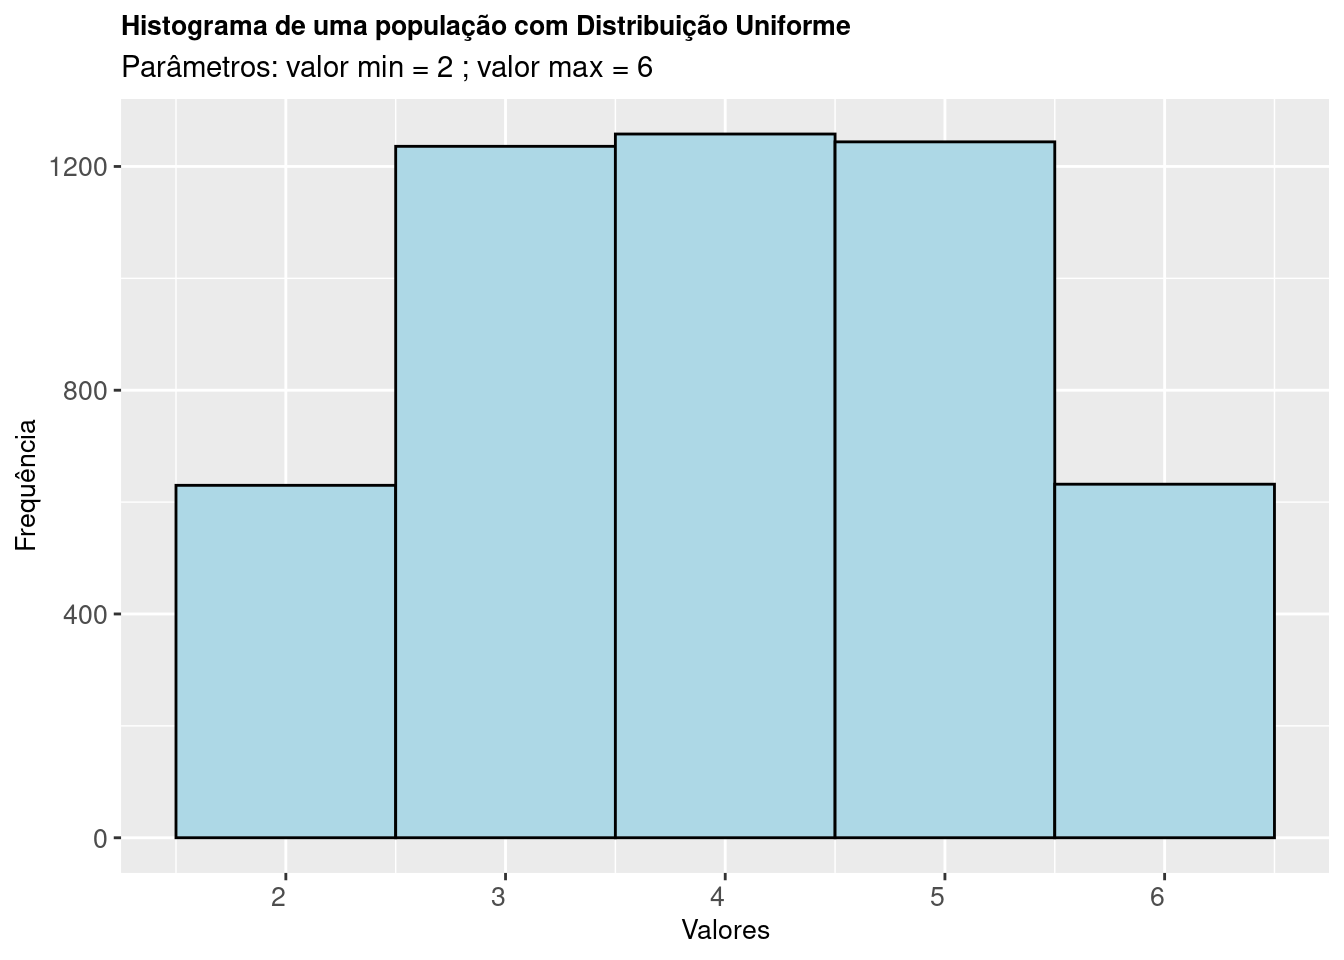 Histograma de uma população com Distribuição Uniforme
Parâmetros: valor min = 2 ; valor max = 6
Frequência
1200
800
400
0
2 3 4 5 6
Valores